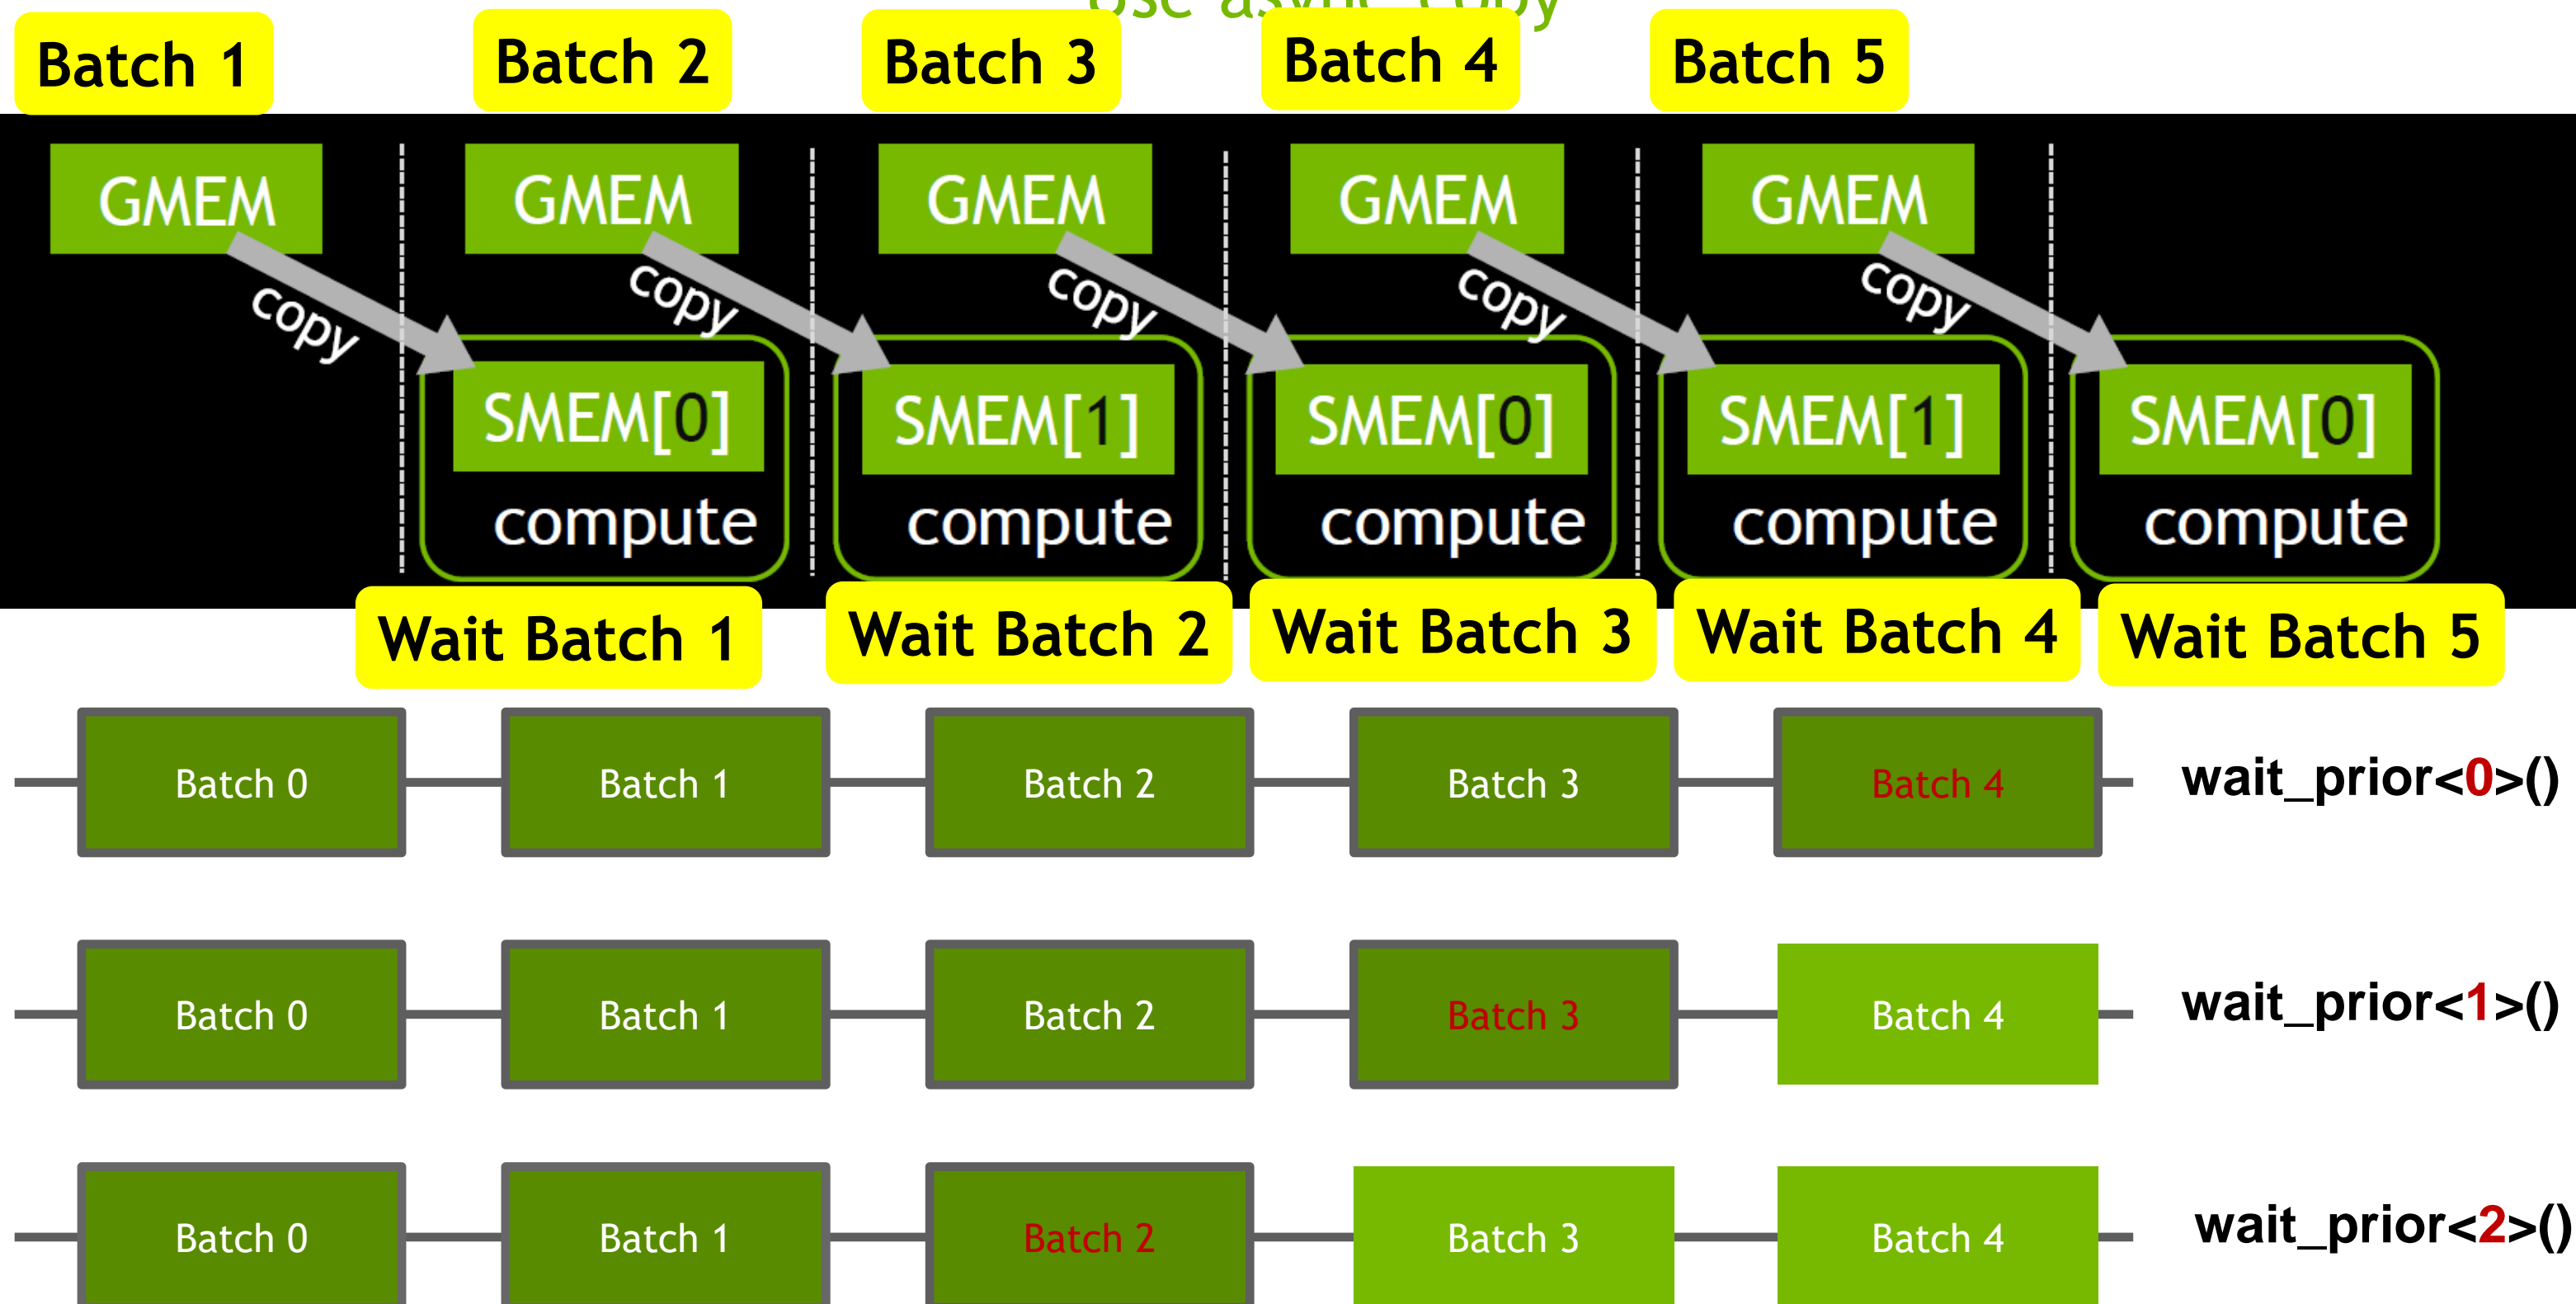 Use async copy
Batch 1
Batch 2
Batch 3
Batch 4
Batch 5
GMEM
GMEM
GMEM
GMEM
GMEM
copy
copy
copy
copy
copy
SMEM[0]
SMEM[1]
SMEM[0]
SMEM[1]
SMEM[0]
compute
compute
compute
compute
compute
Wait Batch 1
Wait Batch 2
Wait Batch 3
Wait Batch 4
Wait Batch 5
Batch 0
Batch 1
Batch 2
Batch 3
Batch 4
wait_prior<0>()
Batch 0
Batch 1
Batch 2
Batch 3
Batch 4
wait_prior<1>()
Batch 0
Batch 1
Batch 2
Batch 3
Batch 4
wait_prior<2>()